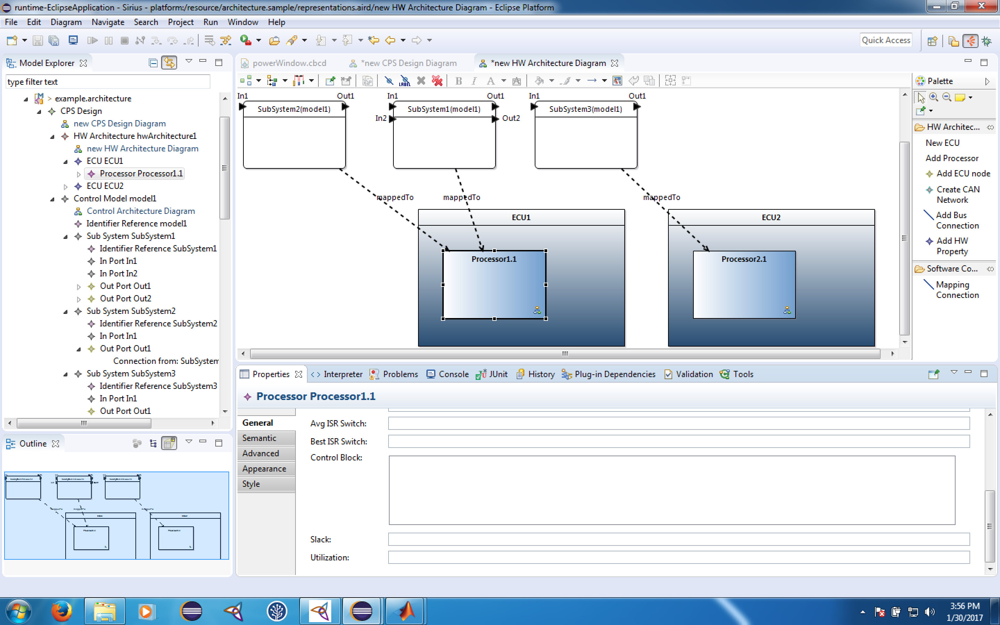 runtime-EclipseApplication - Sirius - platform:/resource/architecture.sample/representations.aird/new HW Architecture Diagram - Eclipse Platform
File Edit Diagram Navigate Search Project Run Window Help
Quick Access
Model Explorer
type filter text
> example.architecture
CPS Design
new CPS Design Diagram
HW Architecture hwArchitecture1
new HW Architecture Diagram
ECU ECU1
Processor Processor1.1
ECU ECU2
Control Model model1
Control Architecture Diagram
Identifier Reference model1
Sub System SubSystem1
Identifier Reference SubSystem1
In Port In1
In Port In2
Out Port Out1
Out Port Out2
Sub System SubSystem2
Identifier Reference SubSystem2
In Port In1
Out Port Out1
Connection from: SubSystem
Sub System SubSystem3
Identifier Reference SubSystem3
In Port In1
Out Port Out1
Outline
powerWindow.cbcd *new CPS Design Diagram *new HW Architecture Diagram
LABEL B I A
In1 Out1 In1 Out1 In1 Out1
SubSystem2(model1) SubSystem1(model1) SubSystem3(model1)
In2 Out2
mappedTo mappedTo mappedTo
ECU1 ECU2
Processor1.1 Processor2.1
Palette
HW Architec...
New ECU
Add Processor
Add ECU node
Create CAN
Network
Add Bus
Connection
Add HW
Property
Software Co...
Mapping
Connection
Properties Interpreter Problems Console JUnit History Plug-in Dependencies Validation Tools
Processor Processor1.1
General
Semantic
Advanced
Appearance
Style
Avg ISR Switch:
Best ISR Switch:
Control Block:
Slack:
Utilization:
3:56 PM
1/30/2017